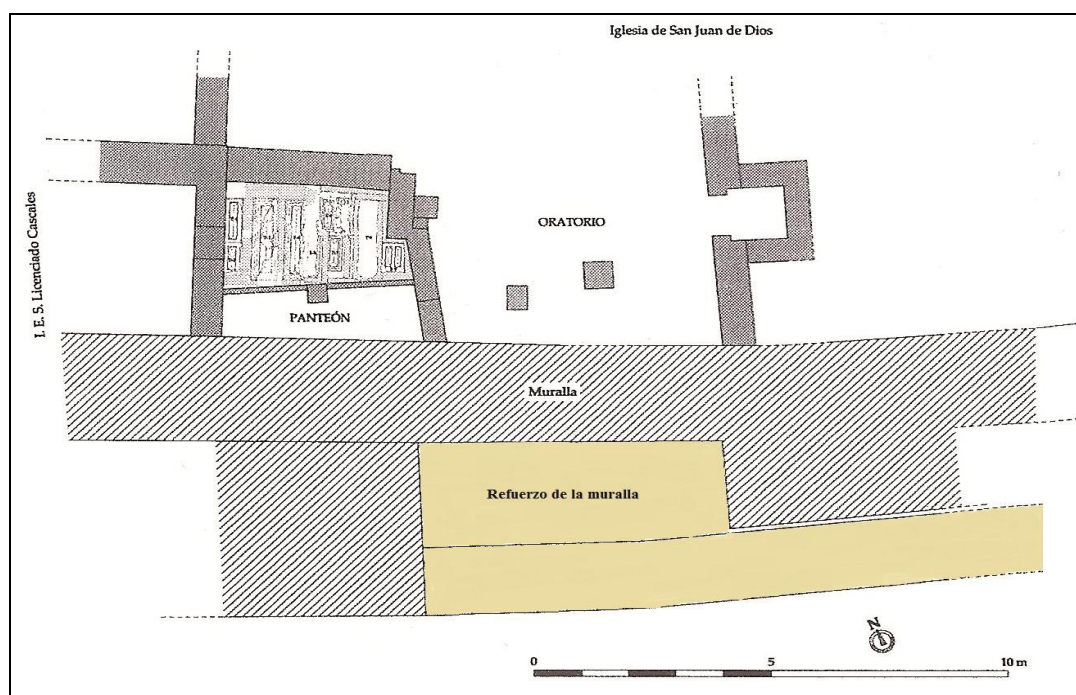 Iglesia de San Juan de Dios
I. E. S. Licenciado Cascales
ORATORIO
PANTEÓN
Muralla
Refuerzo de la muralla
N
0 5 10 m